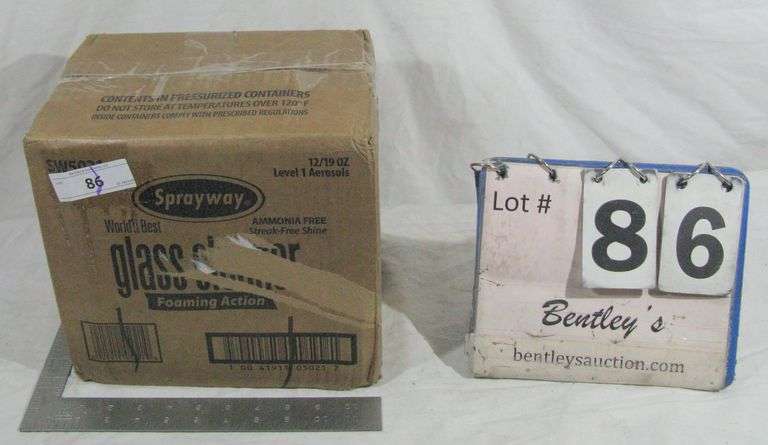 CONTENTS IN PRESSURIZED CONTAINERS
DO NOT STORE AT TEMPERATURES OVER 120° F
INSIDE CONTAINERS COMPLY WITH PRESCRIBED REGULATIONS
12/19 OZ
Level 1 Aerosols
86
Sprayway
World's Best
AMMONIA FREE
Streak-Free Shine
glass cleaner
Foaming Action
Lot # 86
Bentley's
bentleysauction.com